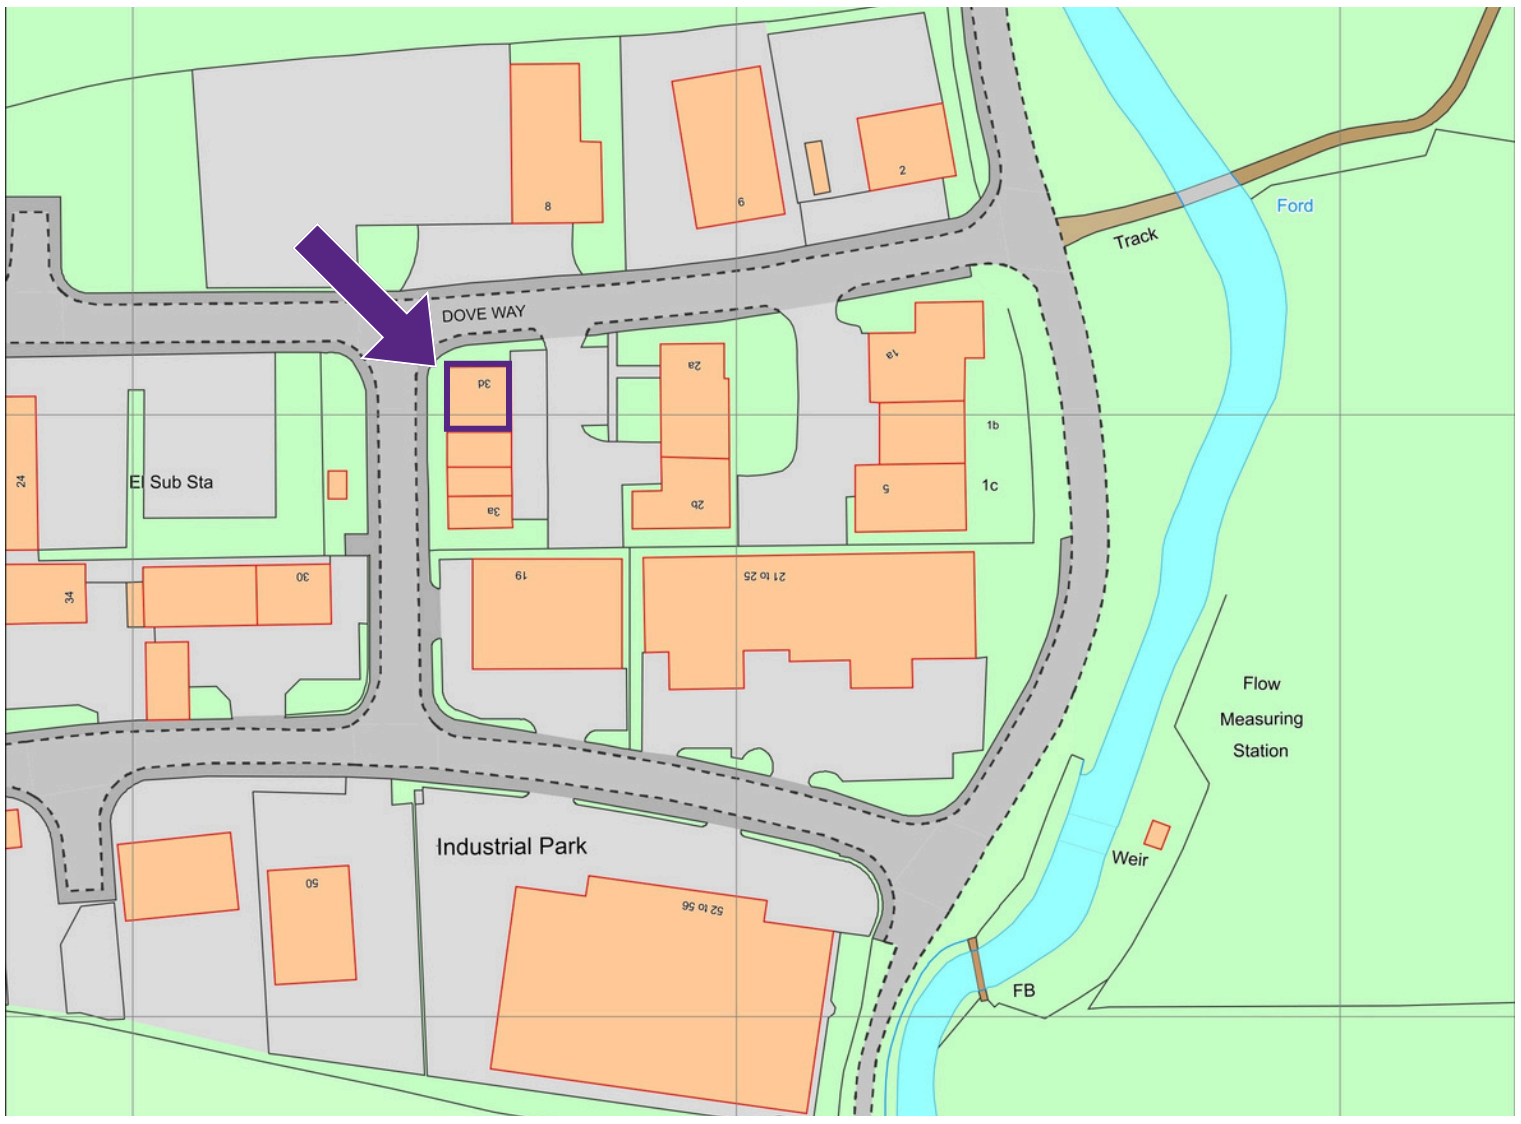 8
6
2
Ford
Track
DOVE WAY
3d
2a
1a
1b
24
El Sub Sta
3a
2b
5
1c
34
30
19
21 to 25
Flow
Measuring
Station
Industrial Park
Weir
50
52 to 56
FB